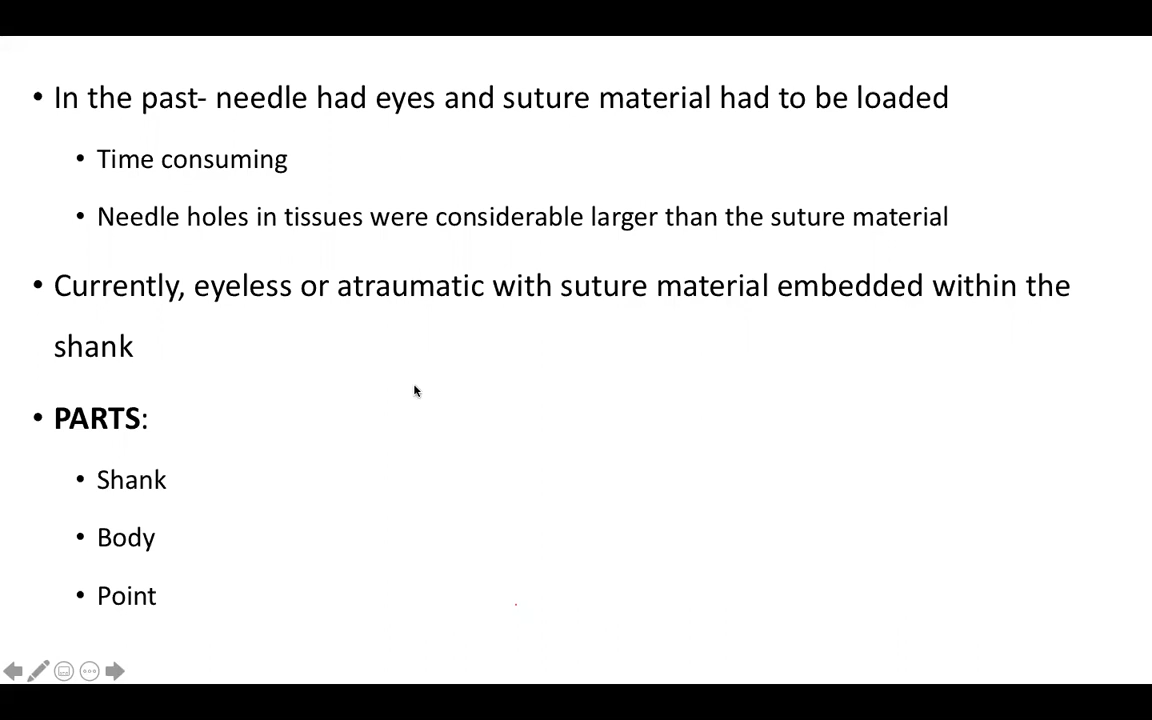 • In the past- needle had eyes and suture material had to be loaded
• Time consuming
• Needle holes in tissues were considerable larger than the suture material
• Currently, eyeless or atraumatic with suture material embedded within the
shank
• PARTS:
• Shank
• Body
• Point